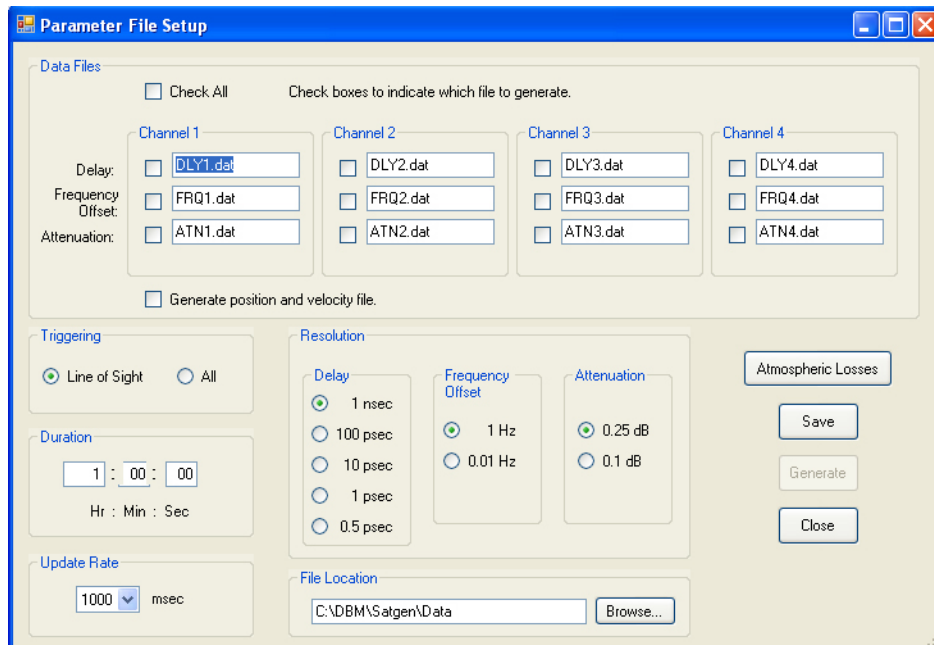 Parameter File Setup
Data Files
Check All
Check boxes to indicate which file to generate.
Channel 1
Channel 2
Channel 3
Channel 4
Delay:
DLY1.dat
DLY2.dat
DLY3.dat
DLY4.dat
Frequency
Offset:
FRQ1.dat
FRQ2.dat
FRQ3.dat
FRQ4.dat
Attenuation:
ATN1.dat
ATN2.dat
ATN3.dat
ATN4.dat
Generate position and velocity file.
Triggering
Line of Sight
All
Duration
1 : 00 : 00
Hr : Min : Sec
Update Rate
1000 msec
Resolution
Delay
1 nsec
100 psec
10 psec
1 psec
0.5 psec
Frequency
Offset
1 Hz
0.01 Hz
Attenuation
0.25 dB
0.1 dB
File Location
C:\DBM\Satgen\Data
Browse...
Atmospheric Losses
Save
Generate
Close